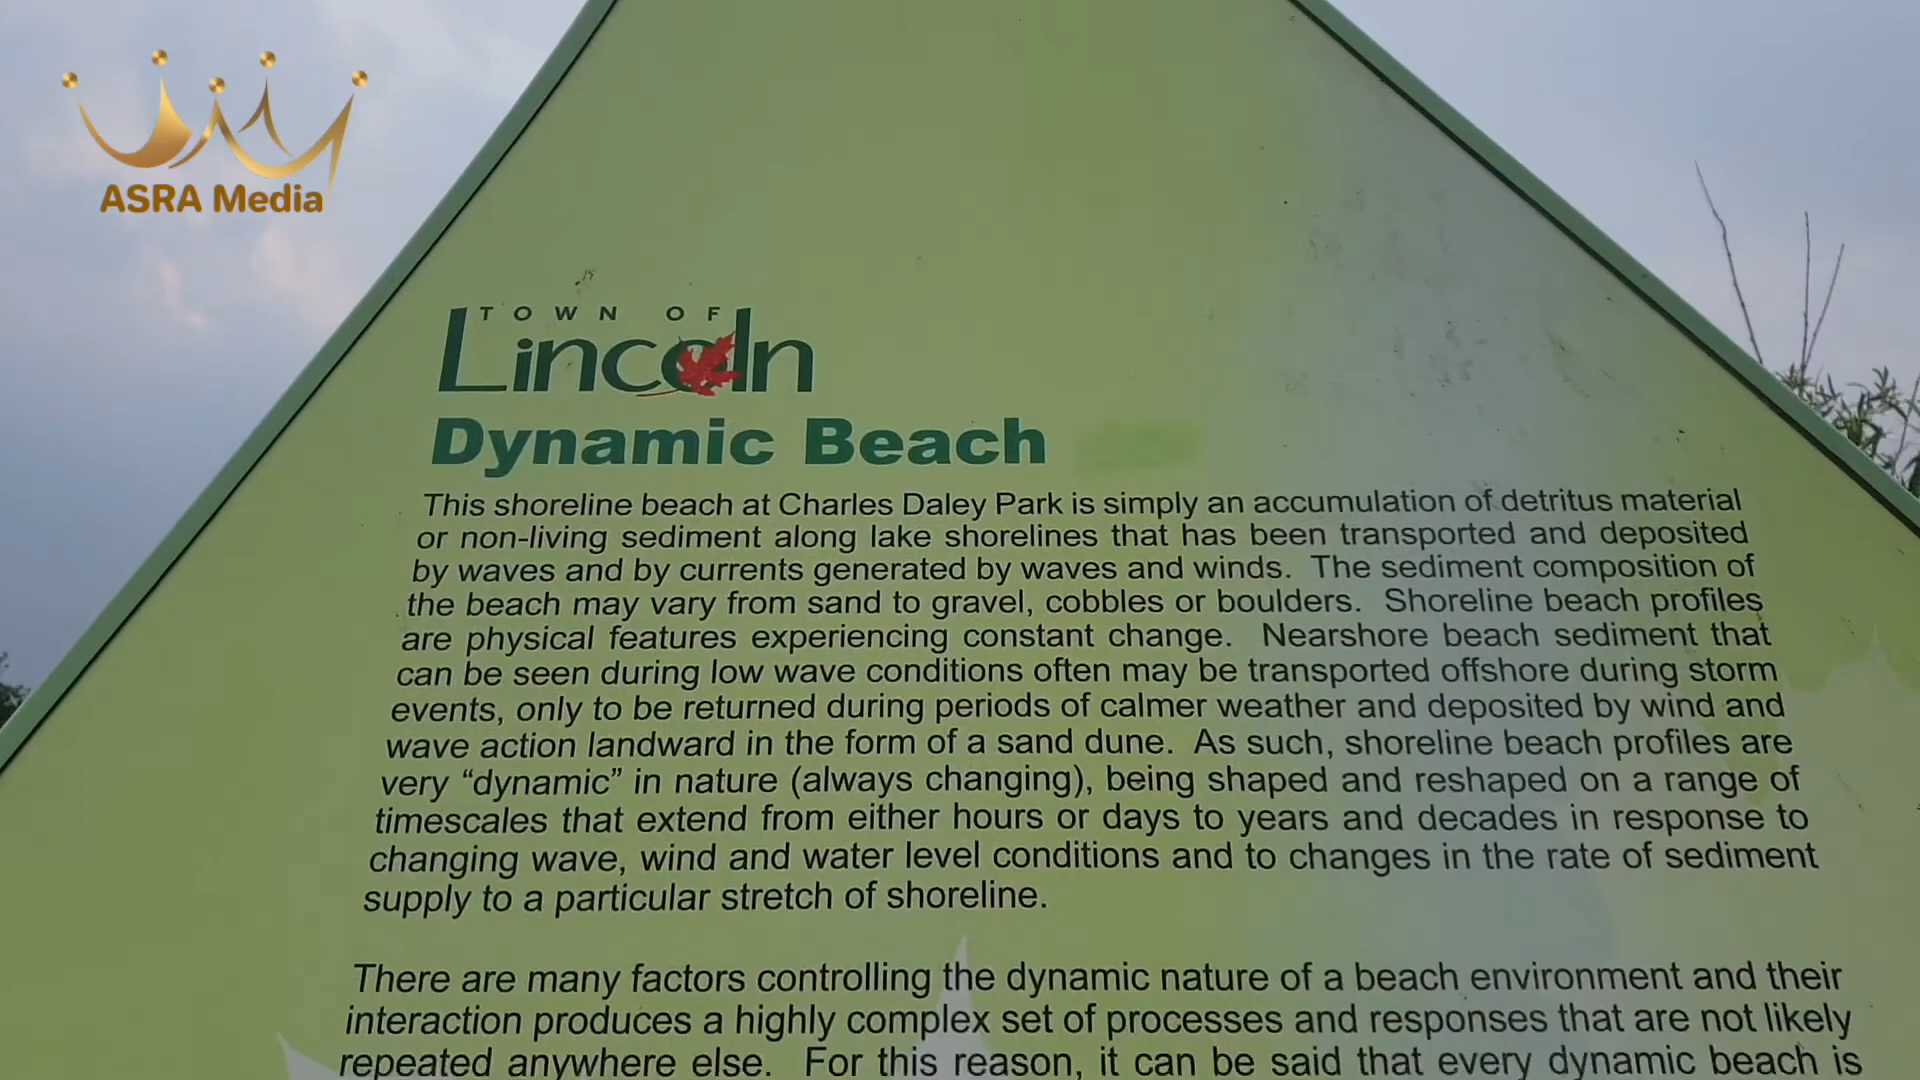 ASRA Media
TOWN OF
Lincoln
Dynamic Beach
This shoreline beach at Charles Daley Park is simply an accumulation of detritus material
or non-living sediment along lake shorelines that has been transported and deposited
by waves and by currents generated by waves and winds. The sediment composition of
the beach may vary from sand to gravel, cobbles or boulders. Shoreline beach profiles
are physical features experiencing constant change. Nearshore beach sediment that
can be seen during low wave conditions often may be transported offshore during storm
events, only to be returned during periods of calmer weather and deposited by wind and
wave action landward in the form of a sand dune. As such, shoreline beach profiles are
very “dynamic” in nature (always changing), being shaped and reshaped on a range of
timescales that extend from either hours or days to years and decades in response to
changing wave, wind and water level conditions and to changes in the rate of sediment
supply to a particular stretch of shoreline.
There are many factors controlling the dynamic nature of a beach environment and their
interaction produces a highly complex set of processes and responses that are not likely
repeated anywhere else. For this reason, it can be said that every dynamic beach is